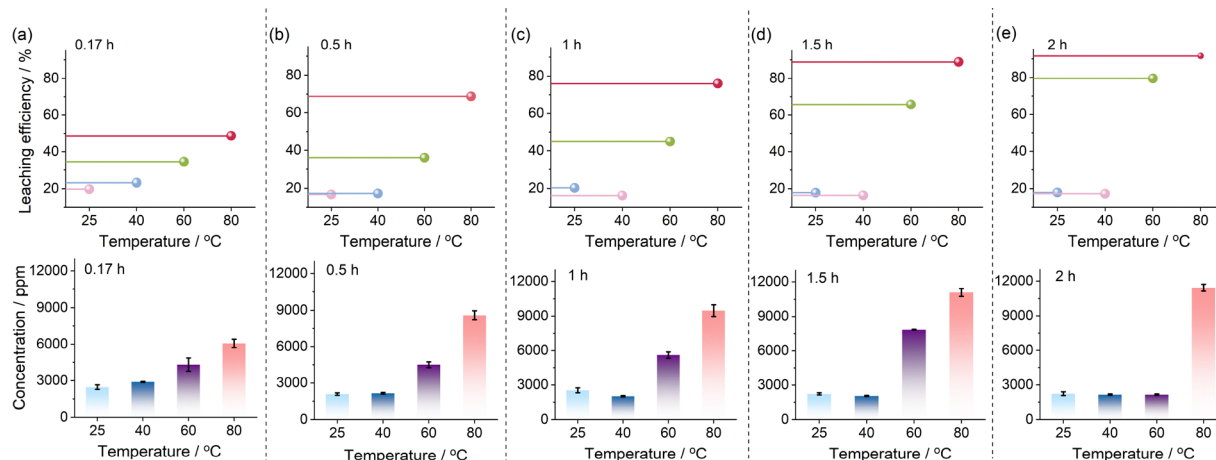 (a)
0.17 h
Leaching efficiency / %
80
60
40
20
25 40 60 80
Temperature / °C
(b)
0.5 h
80
60
40
20
25 40 60 80
Temperature / °C
(c)
1 h
80
60
40
20
25 40 60 80
Temperature / °C
(d)
1.5 h
80
60
40
20
25 40 60 80
Temperature / °C
(e)
2 h
80
60
40
20
25 40 60 80
Temperature / °C
0.17 h
Concentration / ppm
12000
9000
6000
3000
0
25 40 60 80
Temperature / °C
0.5 h
12000
9000
6000
3000
0
25 40 60 80
Temperature / °C
1 h
12000
9000
6000
3000
0
25 40 60 80
Temperature / °C
1.5 h
12000
9000
6000
3000
0
25 40 60 80
Temperature / °C
2 h
12000
9000
6000
3000
0
25 40 60 80
Temperature / °C